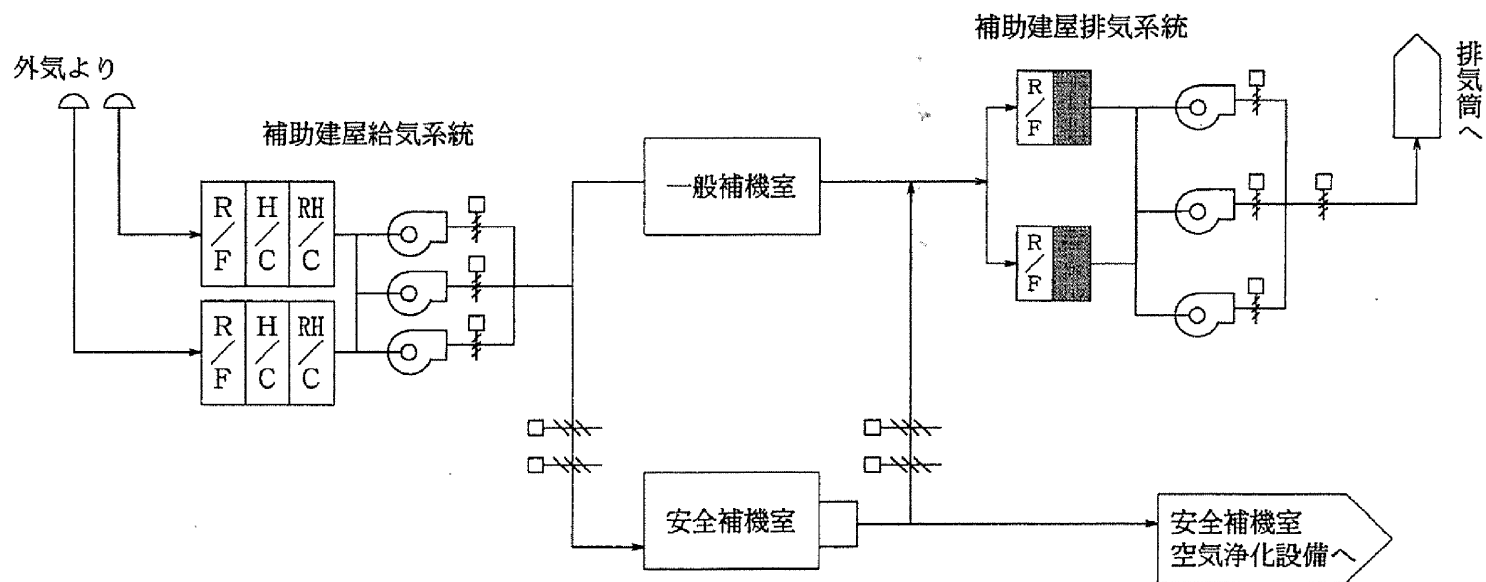 補助建屋排気系統
外気より
排気筒へ
補助建屋給気系統
R/F
R/F H/C RH/C
一般補機室
R/F
R/F H/C RH/C
安全補機室
安全補機室
空気浄化設備へ